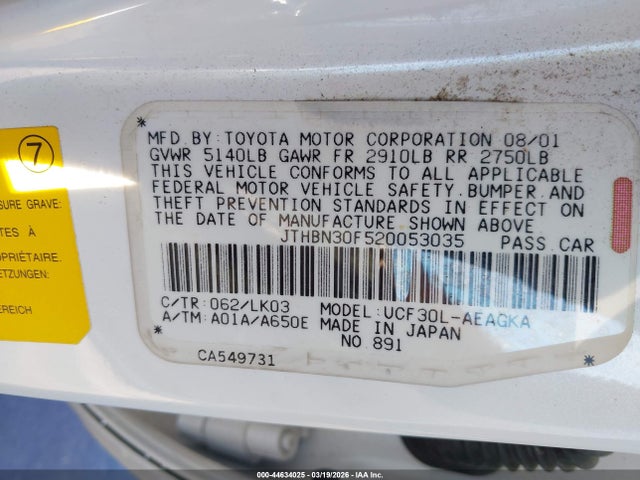 7
SURE GRAVE:
TES À
OPRIÉTAIRE.
ETZUNGEN:
BEREICH
MFD.BY:TOYOTA MOTOR CORPORATION 08/01
GVWR 5140LB GAWR FR 2910LB RR 2750LB
THIS VEHICLE CONFORMS TO ALL APPLICABLE
FEDERAL MOTOR VEHICLE SAFETY,BUMPER,AND
THEFT PREVENTION STANDARDS IN EFFECT ON
THE DATE OF MANUFACTURE SHOWN ABOVE
JTHBN30F520053035 PASS.CAR
C/TR:062/LK03 MODEL:UCF30L-AEAGKA
A/TM:A01A/A650E MADE IN JAPAN
NO.891
CA549731
000-44634025 - 03/19/2026 - IAA Inc.